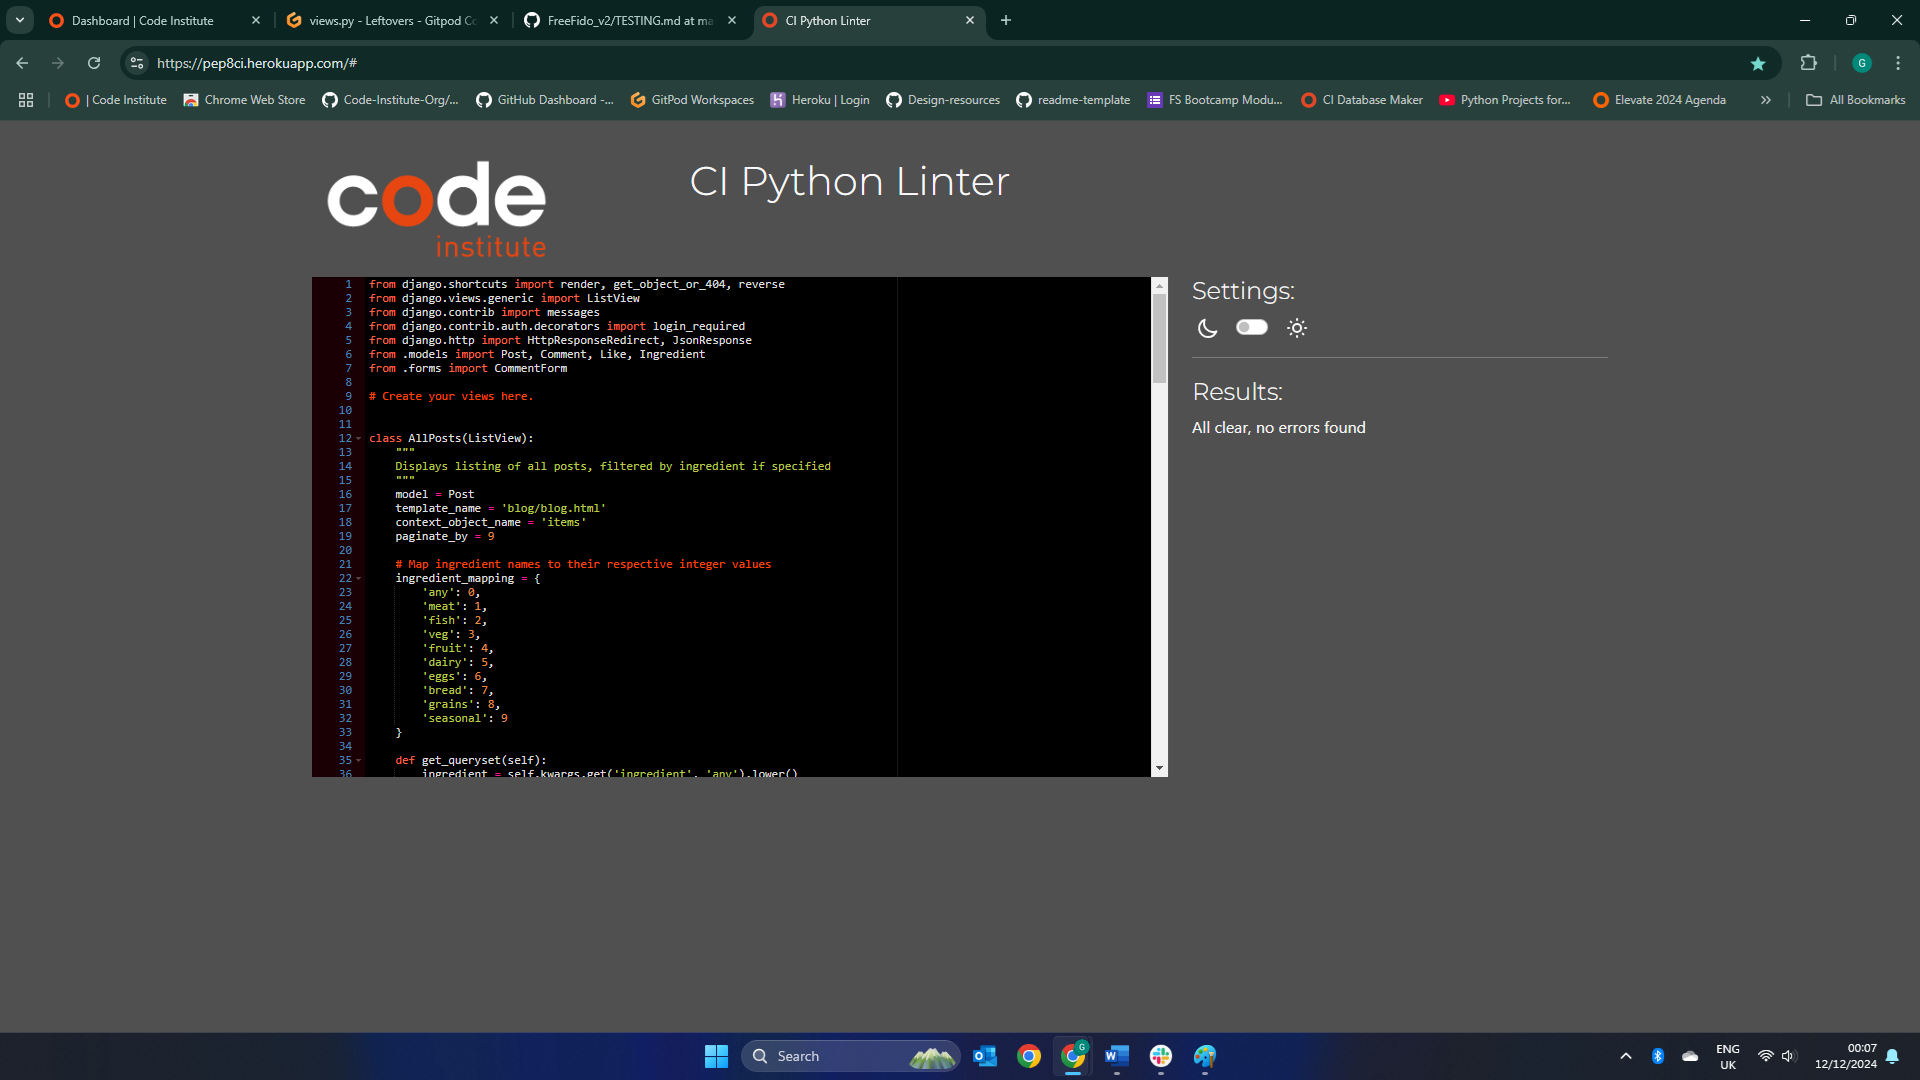 Dashboard | Code Institute
views.py - Leftovers - Gitpod Co
FreeFido_v2/TESTING.md at ma
CI Python Linter
https://pep8ci.herokuapp.com/#
G
| Code Institute
Chrome Web Store
Code-Institute-Org/...
GitHub Dashboard -...
GitPod Workspaces
Heroku | Login
Design-resources
readme-template
FS Bootcamp Modu...
CI Database Maker
Python Projects for...
Elevate 2024 Agenda
All Bookmarks
code
institute
CI Python Linter
1 from django.shortcuts import render, get_object_or_404, reverse
2 from django.views.generic import ListView
3 from django.contrib import messages
4 from django.contrib.auth.decorators import login_required
5 from django.http import HttpResponseRedirect, JsonResponse
6 from .models import Post, Comment, Like, Ingredient
7 from .forms import CommentForm
8
9 # Create your views here.
10
11
12 class AllPosts(ListView):
13 """
14 Displays listing of all posts, filtered by ingredient if specified
15 """
16 model = Post
17 template_name = 'blog/blog.html'
18 context_object_name = 'items'
19 paginate_by = 9
20
21 # Map ingredient names to their respective integer values
22 ingredient_mapping = {
23 'any': 0,
24 'meat': 1,
25 'fish': 2,
26 'veg': 3,
27 'fruit': 4,
28 'dairy': 5,
29 'eggs': 6,
30 'bread': 7,
31 'grains': 8,
32 'seasonal': 9
33 }
34
35 def get_queryset(self):
36 ingredient = self.kwargs.get('ingredient', 'any').lower()
Settings:
Results:
All clear, no errors found
Search
G
ENG
UK
00:07
12/12/2024